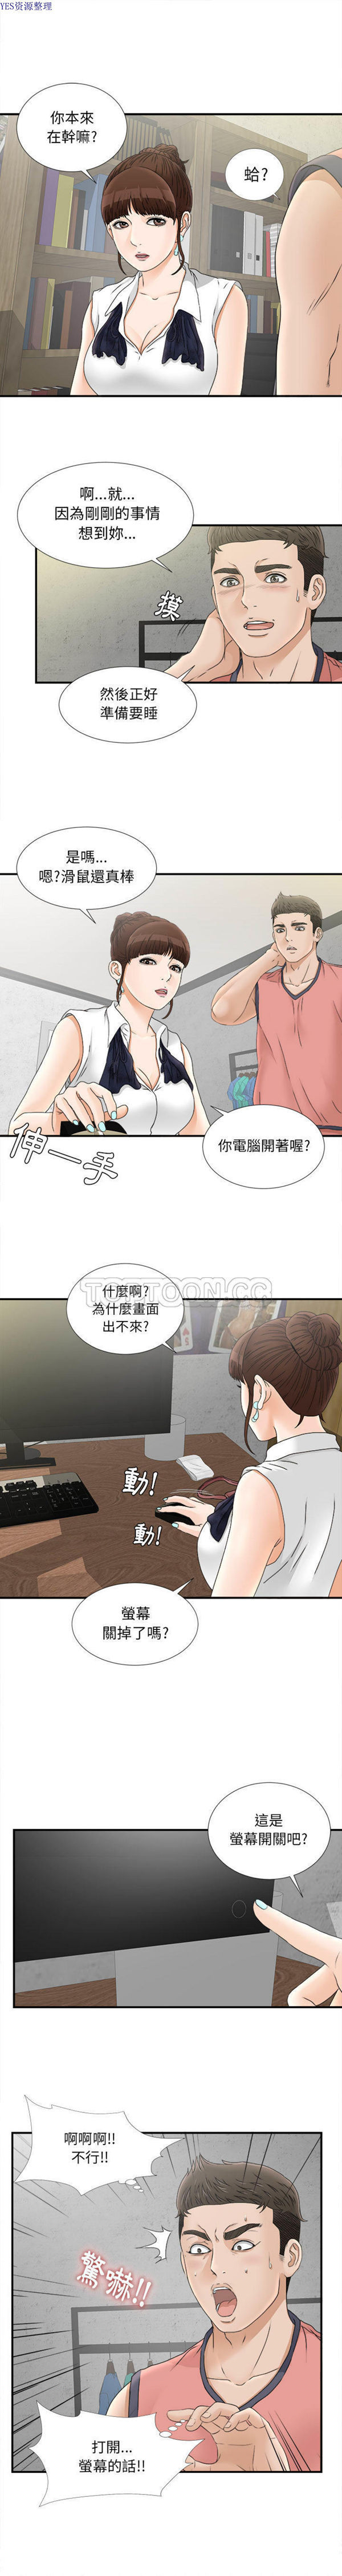 YES资源整理
你本來
在幹嘛?
蛤?
啊...就...
因為剛剛的事情
想到妳...
摸
然後正好
準備要睡
是嗎...
嗯?滑鼠還真棒
伸一手
你電腦開著喔?
TOPTOON.CC
什麼啊?
為什麼畫面
出不來?
動!
動!
螢幕
關掉了嗎?
這是
螢幕開關吧?
啊啊啊!!
不行!!
驚嚇!!
打開...
螢幕的話!!